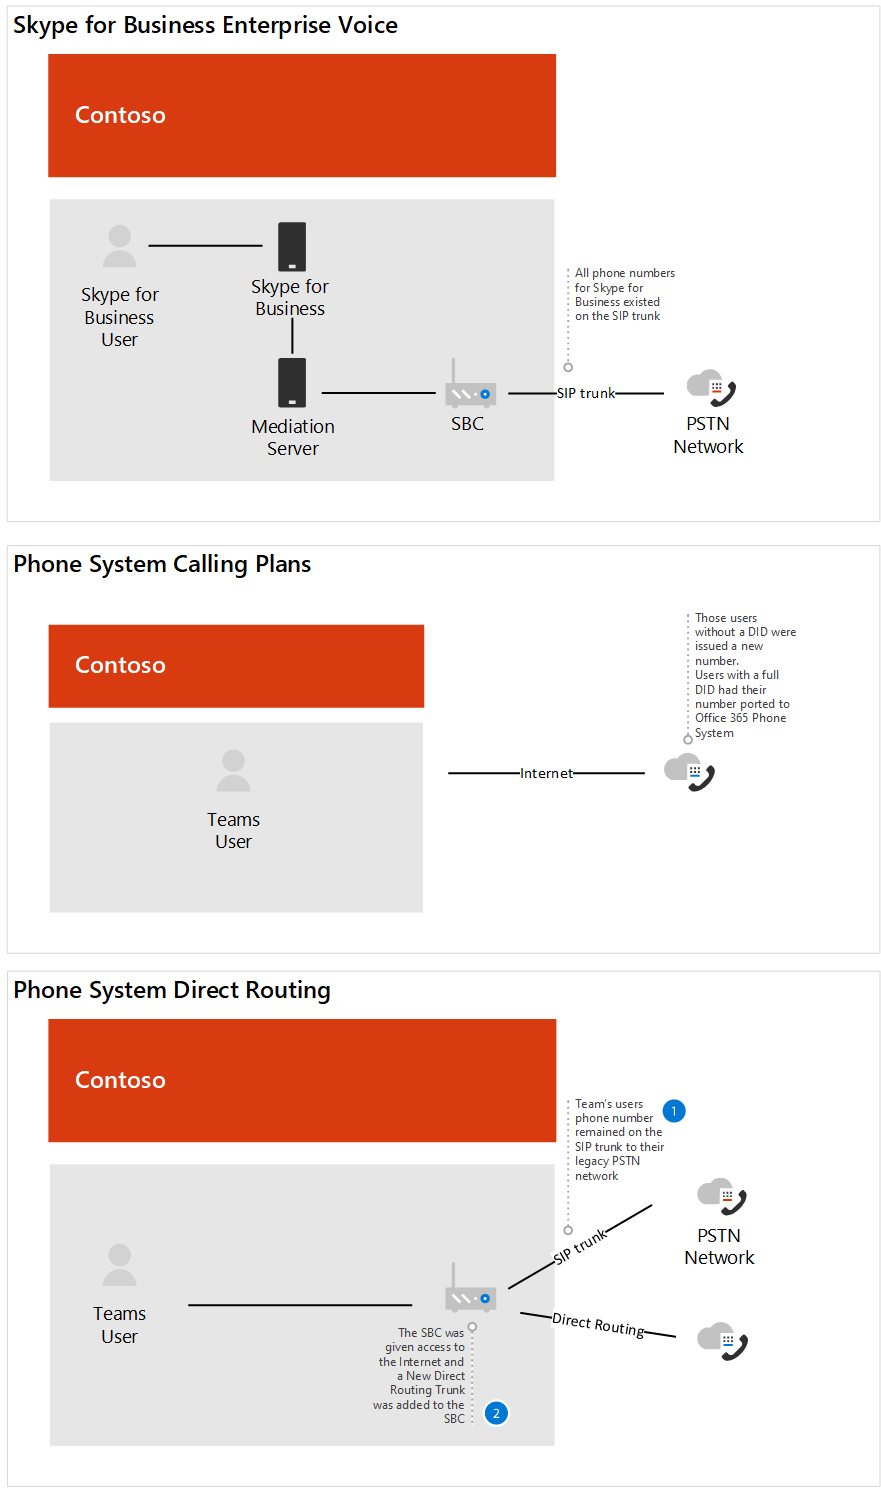 Skype for Business Enterprise Voice
Contoso
Skype for
Business
User
Skype for
Business
All phone numbers
for Skype for
Business existed
on the SIP trunk
Mediation
Server
SBC
SIP trunk
PSTN
Network
Phone System Calling Plans
Contoso
Teams
User
Internet
Those users
without a DID were
issued a new
number.
Users with a full
DID had their
number ported to
Office 365 Phone
System
Phone System Direct Routing
Contoso
Team's users
phone number
remained on the
SIP trunk to their
legacy PSTN
network
1
SIP trunk
PSTN
Network
Teams
User
Direct Routing
The SBC was
given access to
the Internet and
a New Direct
Routing Trunk
was added to the
SBC
2